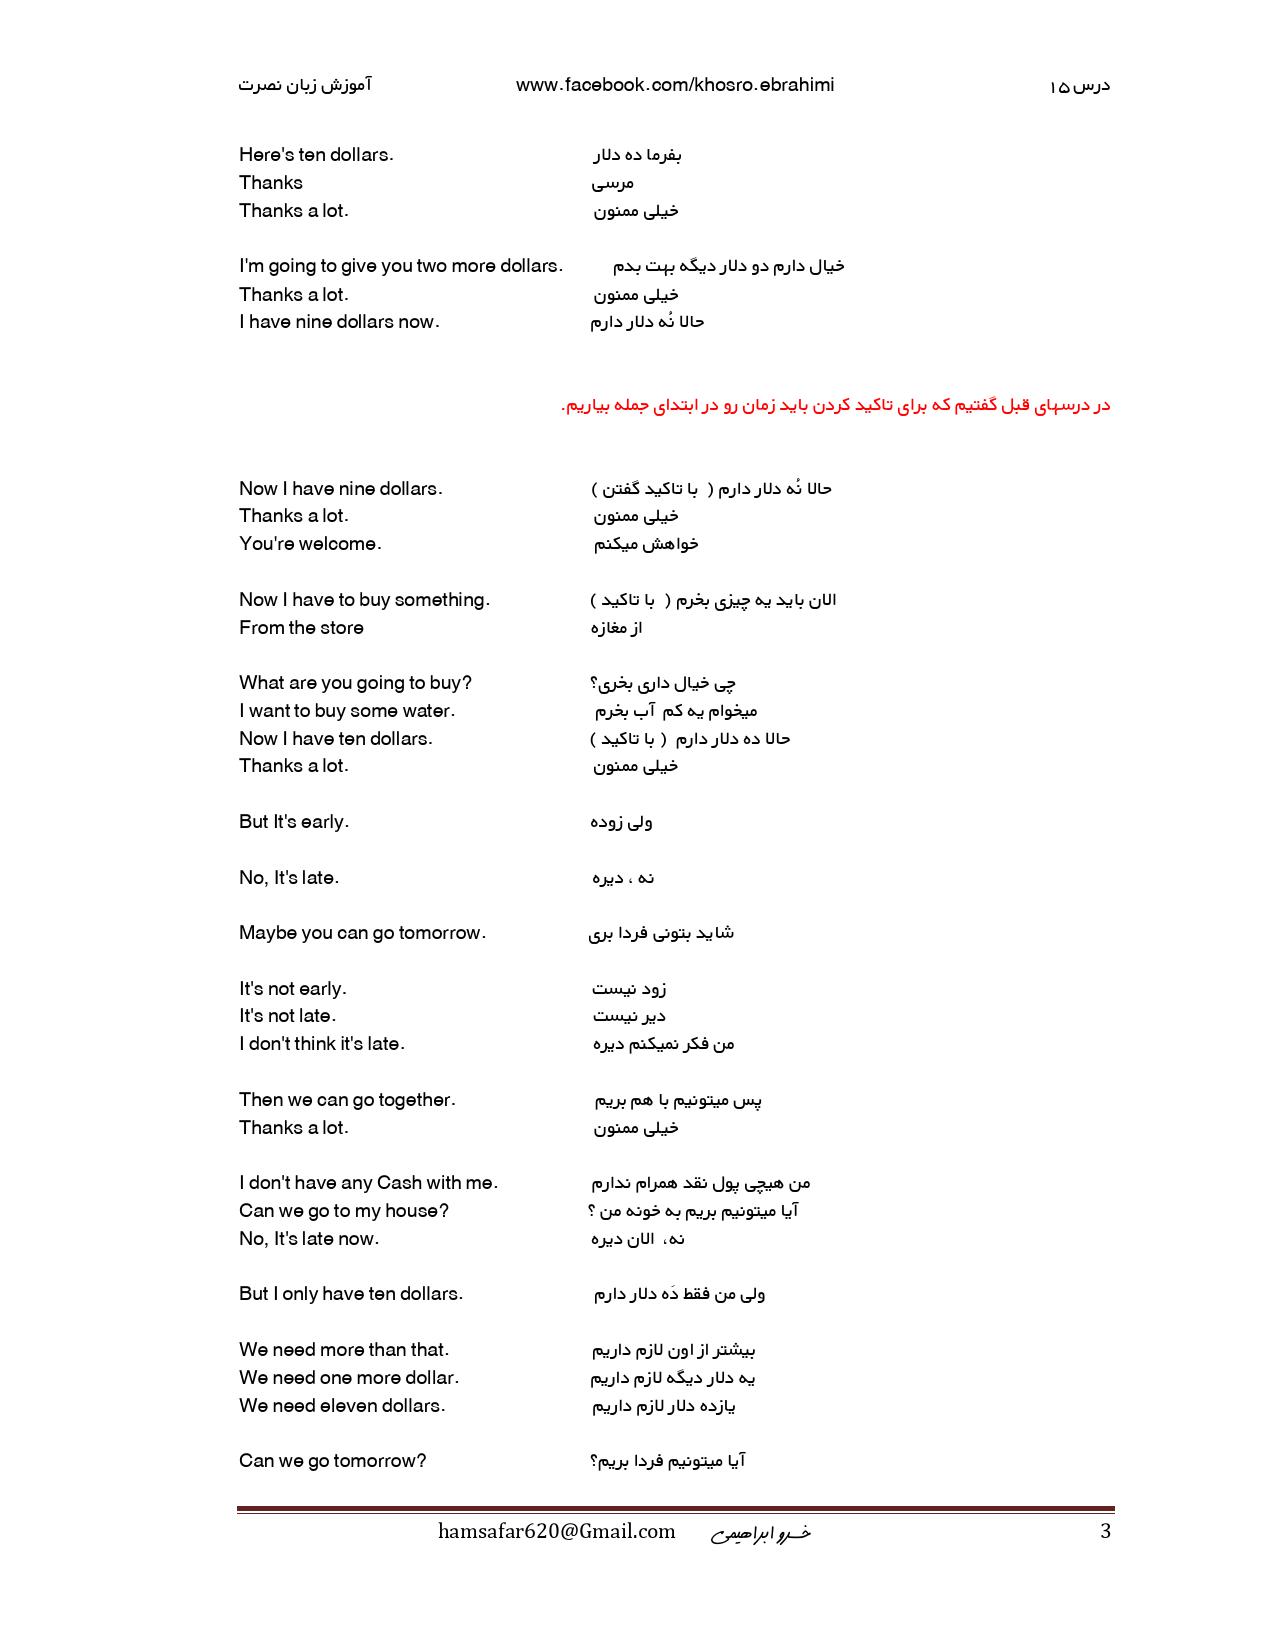 آموزش زبان نصرت www.facebook.com/khosro.ebrahimi درس ۱۵
Here's ten dollars. بفرما ده دلار
Thanks مرسی
Thanks a lot. خیلی ممنون
I'm going to give you two more dollars. خیال دارم دو دلار دیگه بهت بدم
Thanks a lot. خیلی ممنون
I have nine dollars now. حالا نُه دلار دارم
در درسهای قبل گفتیم که برای تاکید کردن باید زمان رو در ابتدای جمله بیاریم.
Now I have nine dollars. حالا نُه دلار دارم ( با تاکید گفتن )
Thanks a lot. خیلی ممنون
You're welcome. خواهش میکنم
Now I have to buy something. الان باید یه چیزی بخرم ( با تاکید )
From the store از مغازه
What are you going to buy? چی خیال داری بخری؟
I want to buy some water. میخوام یه کم آب بخرم
Now I have ten dollars. حالا ده دلار دارم ( با تاکید )
Thanks a lot. خیلی ممنون
But It's early. ولی زوده
No, It's late. نه ، دیره
Maybe you can go tomorrow. شاید بتونی فردا بری
It's not early. زود نیست
It's not late. دیر نیست
I don't think it's late. من فکر نمیکنم دیره
Then we can go together. پس میتونیم با هم بریم
Thanks a lot. خیلی ممنون
I don't have any Cash with me. من هیچی پول نقد همرام ندارم
Can we go to my house? آیا میتونیم بریم به خونه من ؟
No, It's late now. نه، الان دیره
But I only have ten dollars. ولی من فقط دَه دلار دارم
We need more than that. بیشتر از اون لازم داریم
We need one more dollar. یه دلار دیگه لازم داریم
We need eleven dollars. یازده دلار لازم داریم
Can we go tomorrow? آیا میتونیم فردا بریم؟
hamsafar620@Gmail.com خسرو ابراهیمی 3